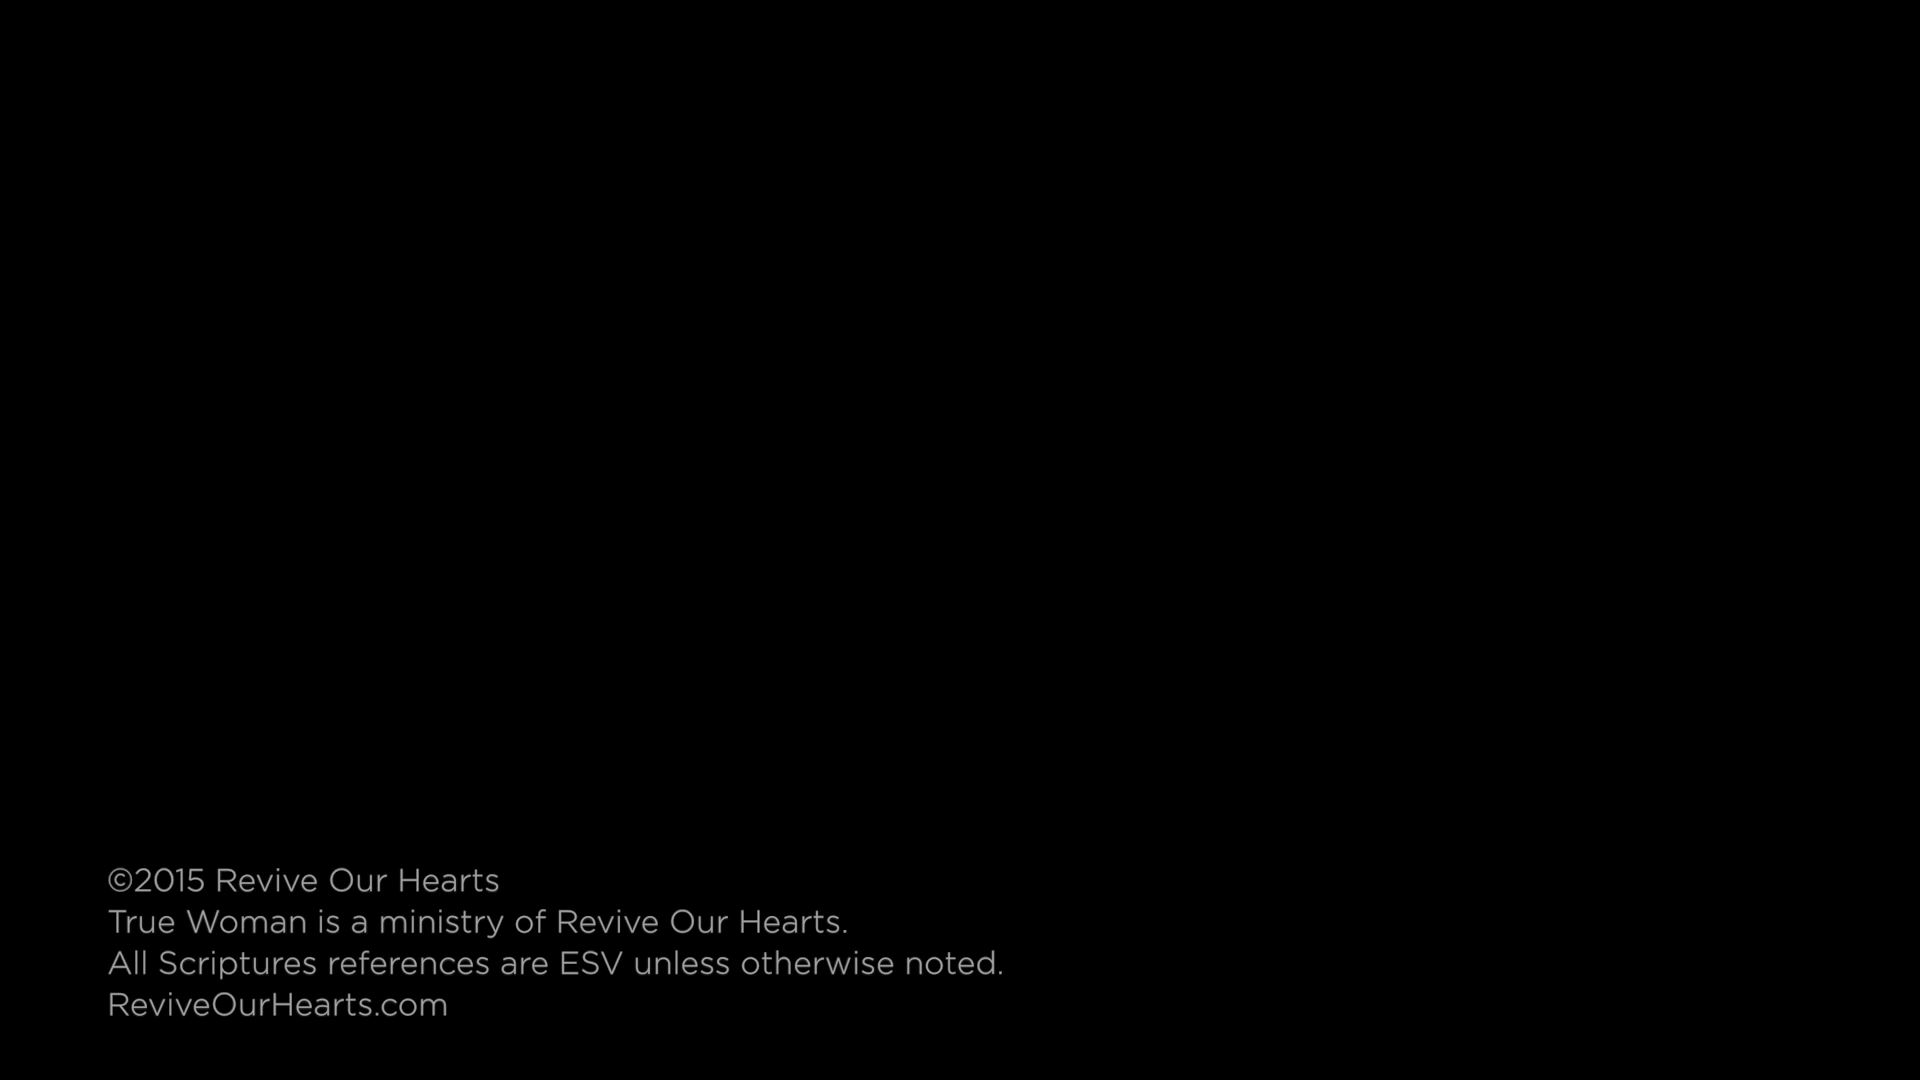 ©2015 Revive Our Hearts
True Woman is a ministry of Revive Our Hearts.
All Scriptures references are ESV unless otherwise noted.
ReviveOurHearts.com